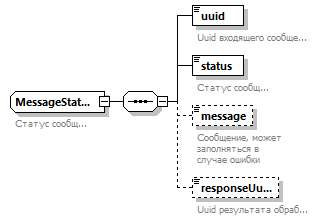 uuid
Uuid входящего сообще...
status
Статус сообщ...
MessageStat...
Статус сообщ...
message
Сообщение, может
заполняться в
случае ошибки
responseUu...
Uuid результата обраб...